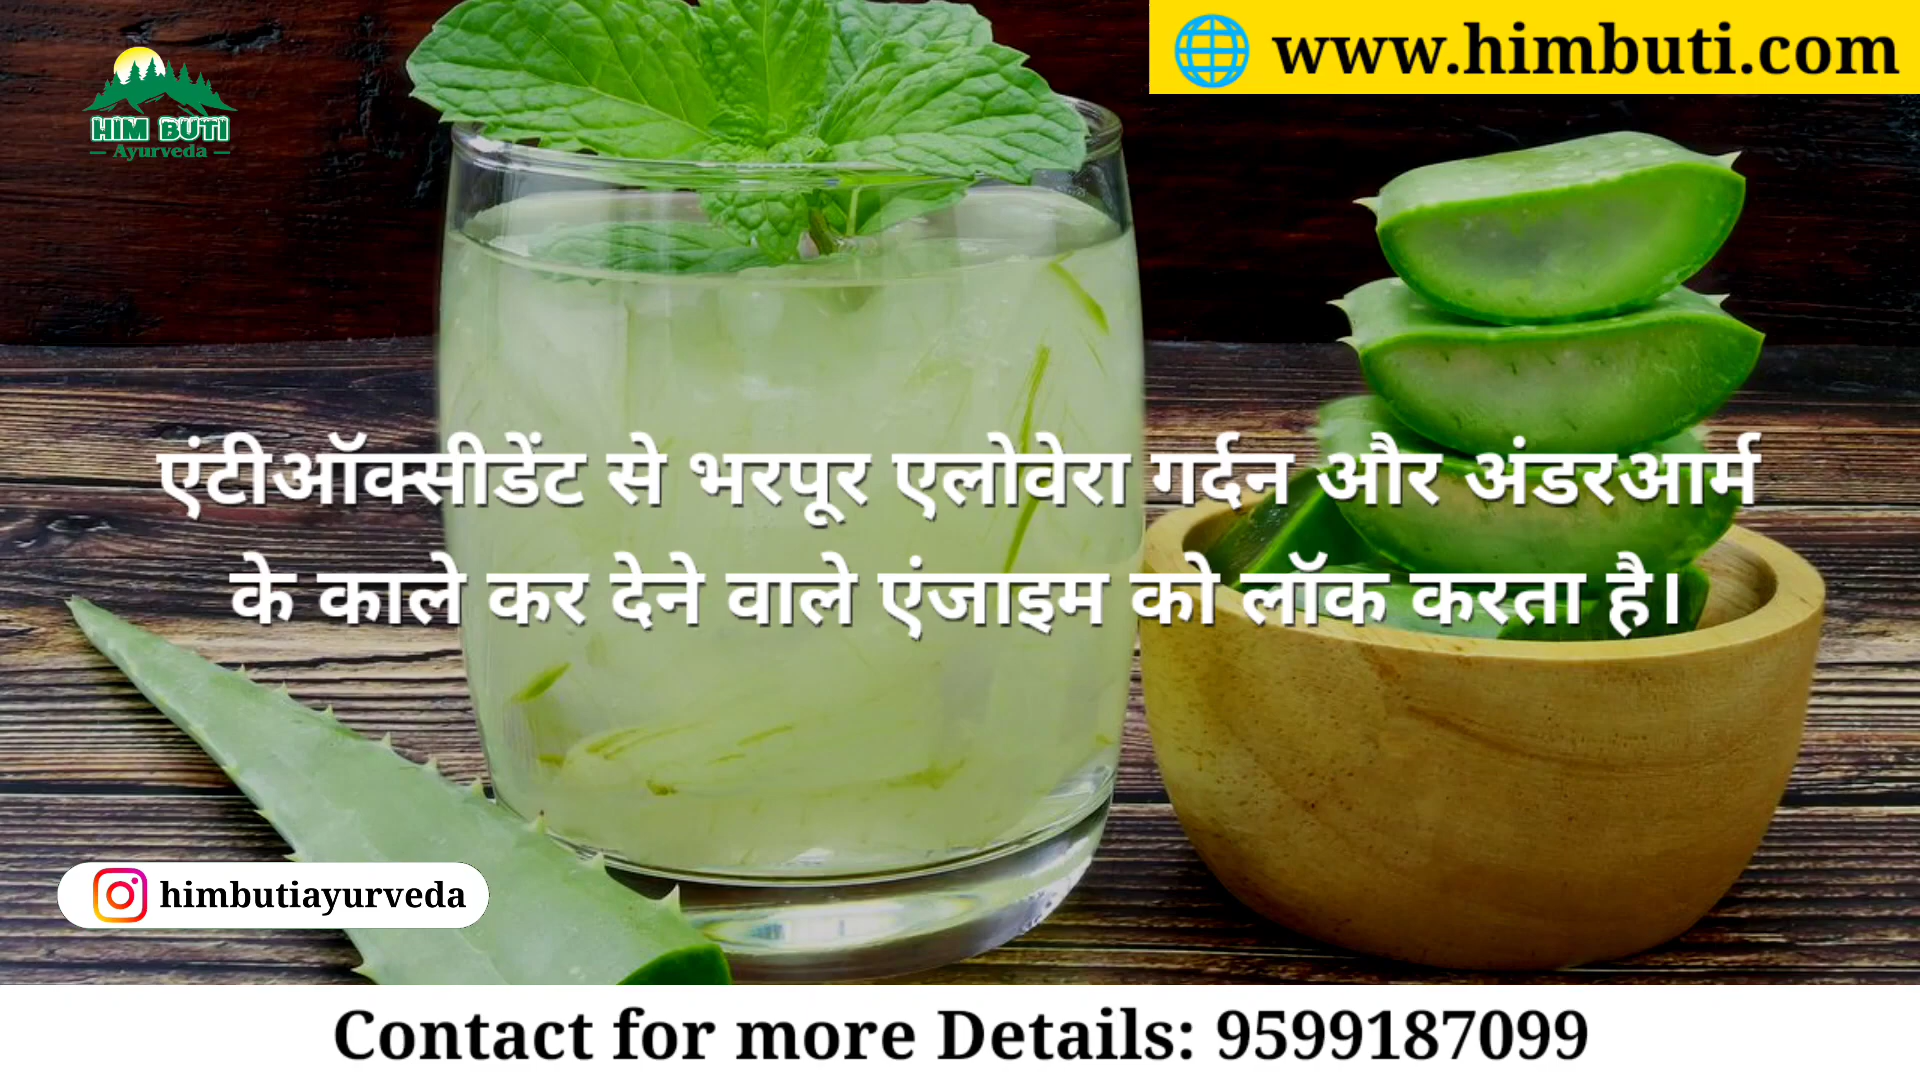 www.himbuti.com
HIM BUTI
Ayurveda
एंटीऑक्सीडेंट से भरपूर एलोवेरा गर्दन और अंडरआर्म
के काले कर देने वाले एंजाइम को लॉक करता है।
himbutiayurveda
Contact for more Details: 9599187099